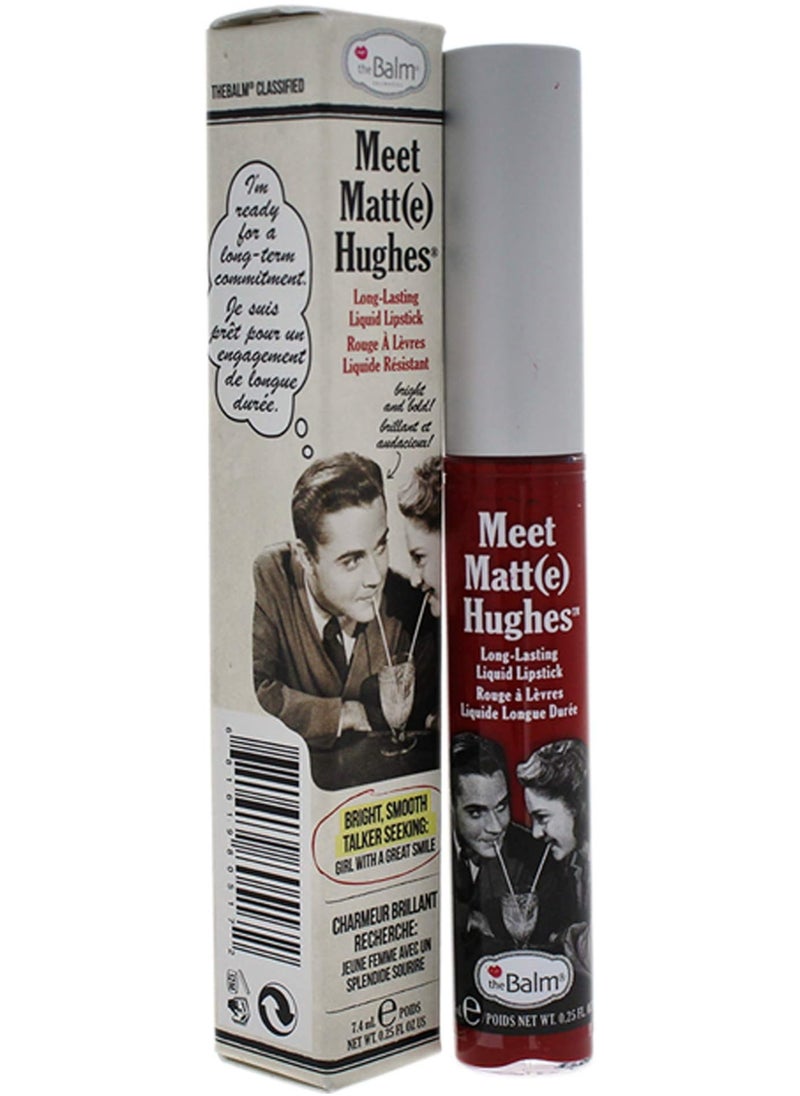 THEBALM® CLASSIFIED
theBalm®
COSMETICS
Meet
Matt(e)
Hughes®
Long-Lasting
Liquid Lipstick
Rouge À Lèvres
Liquide Résistant
bright
and bold!
brillant et
audacieux!
I'm
ready
for a
long-term
commitment.
Je suis
prêt pour un
engagement
de longue
durée.
BRIGHT, SMOOTH
TALKER SEEKING:
GIRL WITH A GREAT SMILE
CHARMEUR BRILLANT
RECHERCHE:
JEUNE FEMME AVEC UN
SPLENDIDE SOURIRE
7.4 mL e POIDS
NET WT. 0.25 FL OZ US
12M
Meet
Matt(e)
Hughes™
Long-Lasting
Liquid Lipstick
Rouge à Lèvres
Liquide Longue Durée
theBalm®
e/POIDS NET WT. 0.25 FL